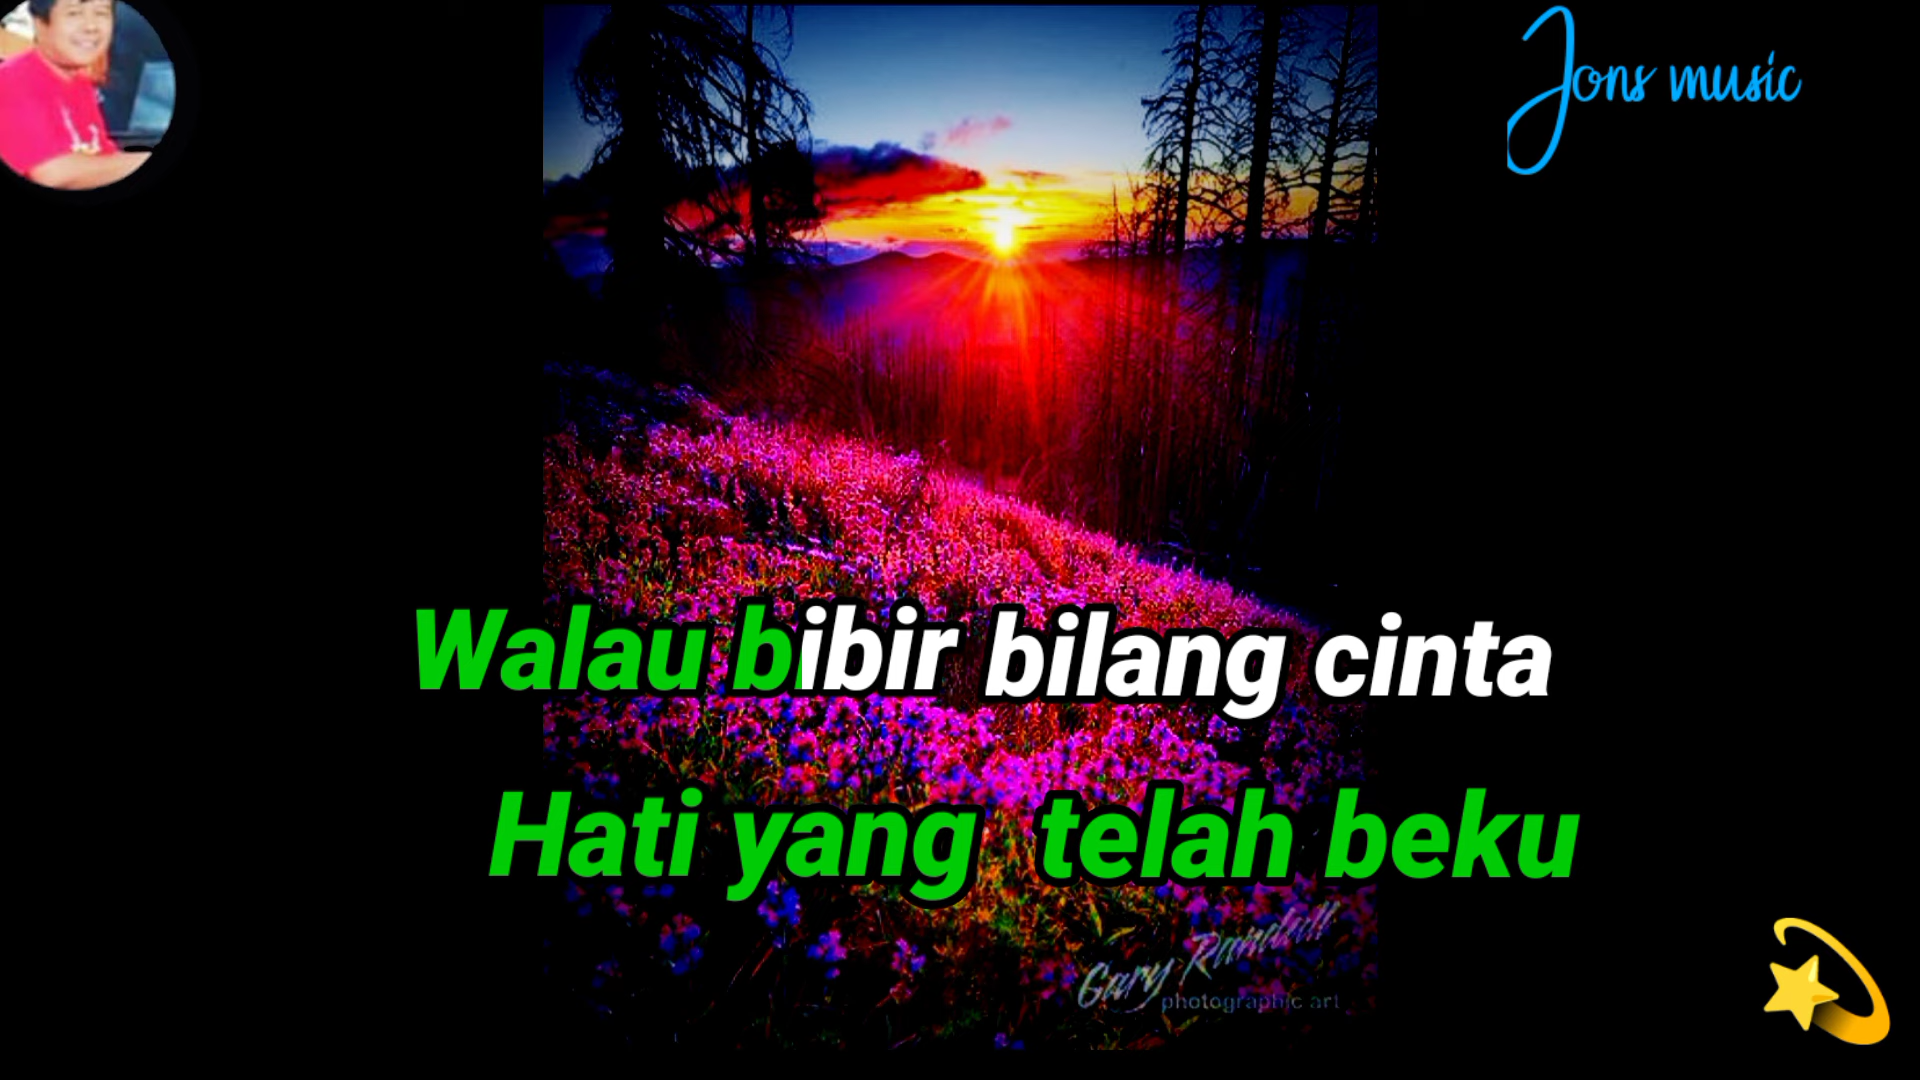 Jons music
Walau bibir bilang cinta
Hati yang telah beku
Gary Randall
photographic art